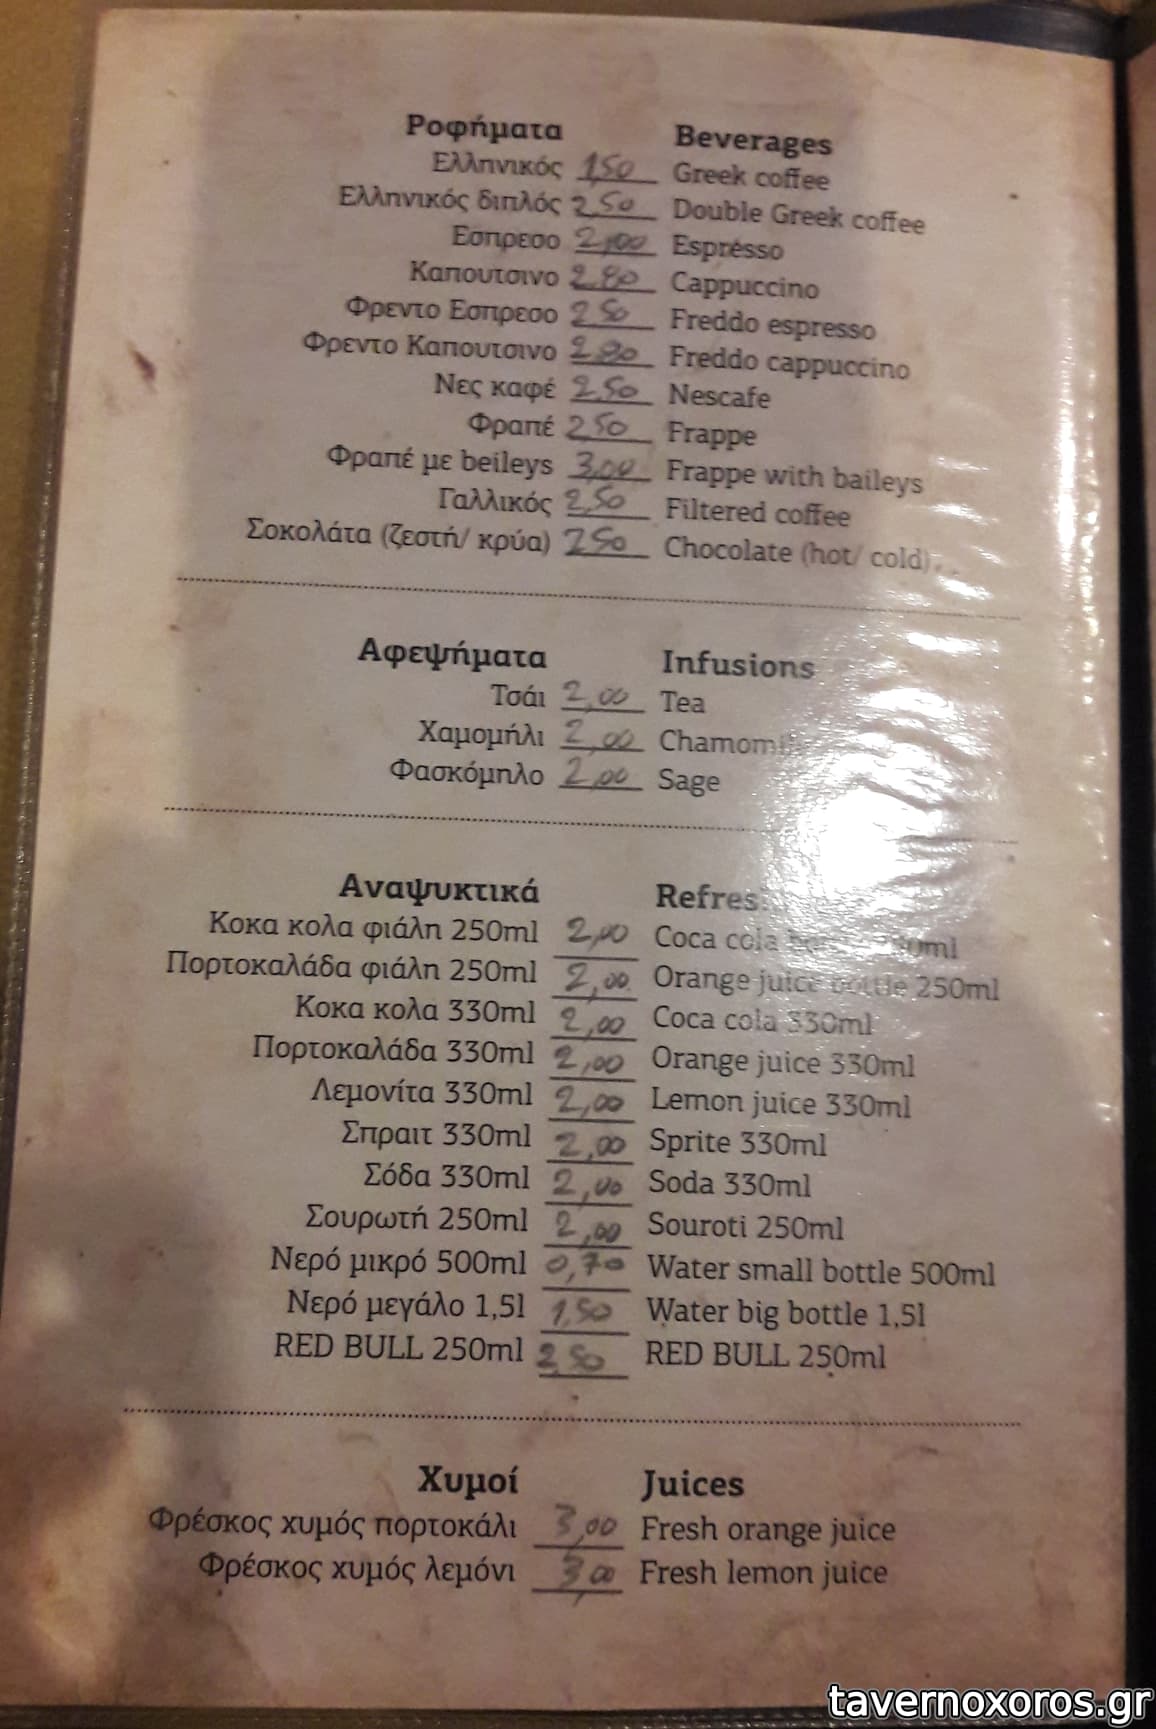 Ροφήματα Beverages
Ελληνικός 1,50 Greek coffee
Ελληνικός διπλός 2,50 Double Greek coffee
Εσπρεσο 2,00 Espresso
Καπουτσινο 2,80 Cappuccino
Φρεντο Εσπρεσο 2,50 Freddo espresso
Φρεντο Καπουτσινο 2,80 Freddo cappuccino
Νες καφέ 2,50 Nescafe
Φραπέ 2,50 Frappe
Φραπέ με beileys 3,00 Frappe with baileys
Γαλλικός 2,50 Filtered coffee
Σοκολάτα (ζεστή/ κρύα) 2,50 Chocolate (hot/ cold)
Αφεψήματα Infusions
Τσάι 2,00 Tea
Χαμομήλι 2,00
Φασκόμηλο 2,00 Sage
Αναψυκτικά
Κοκα κολα φιάλη 250ml 2,00 Coca cola
Πορτοκαλάδα φιάλη 250ml 2,00 Orange juice bottle 250ml
Κοκα κολα 330ml 2,00 Coca cola 330ml
Πορτοκαλάδα 330ml 2,00 Orange juice 330ml
Λεμονίτα 330ml 2,00 Lemon juice 330ml
Σπραιτ 330ml 2,00 Sprite 330ml
Σόδα 330ml 2,00 Soda 330ml
Σουρωτή 250ml 2,00 Souroti 250ml
Νερό μικρό 500ml 0,70 Water small bottle 500ml
Νερό μεγάλο 1,5l 1,50 Water big bottle 1,5l
RED BULL 250ml 2,50 RED BULL 250ml
Χυμοί Juices
Φρέσκος χυμός πορτοκάλι 3,00 Fresh orange juice
Φρέσκος χυμός λεμόνι 3,00 Fresh lemon juice
tavernoxoros.gr